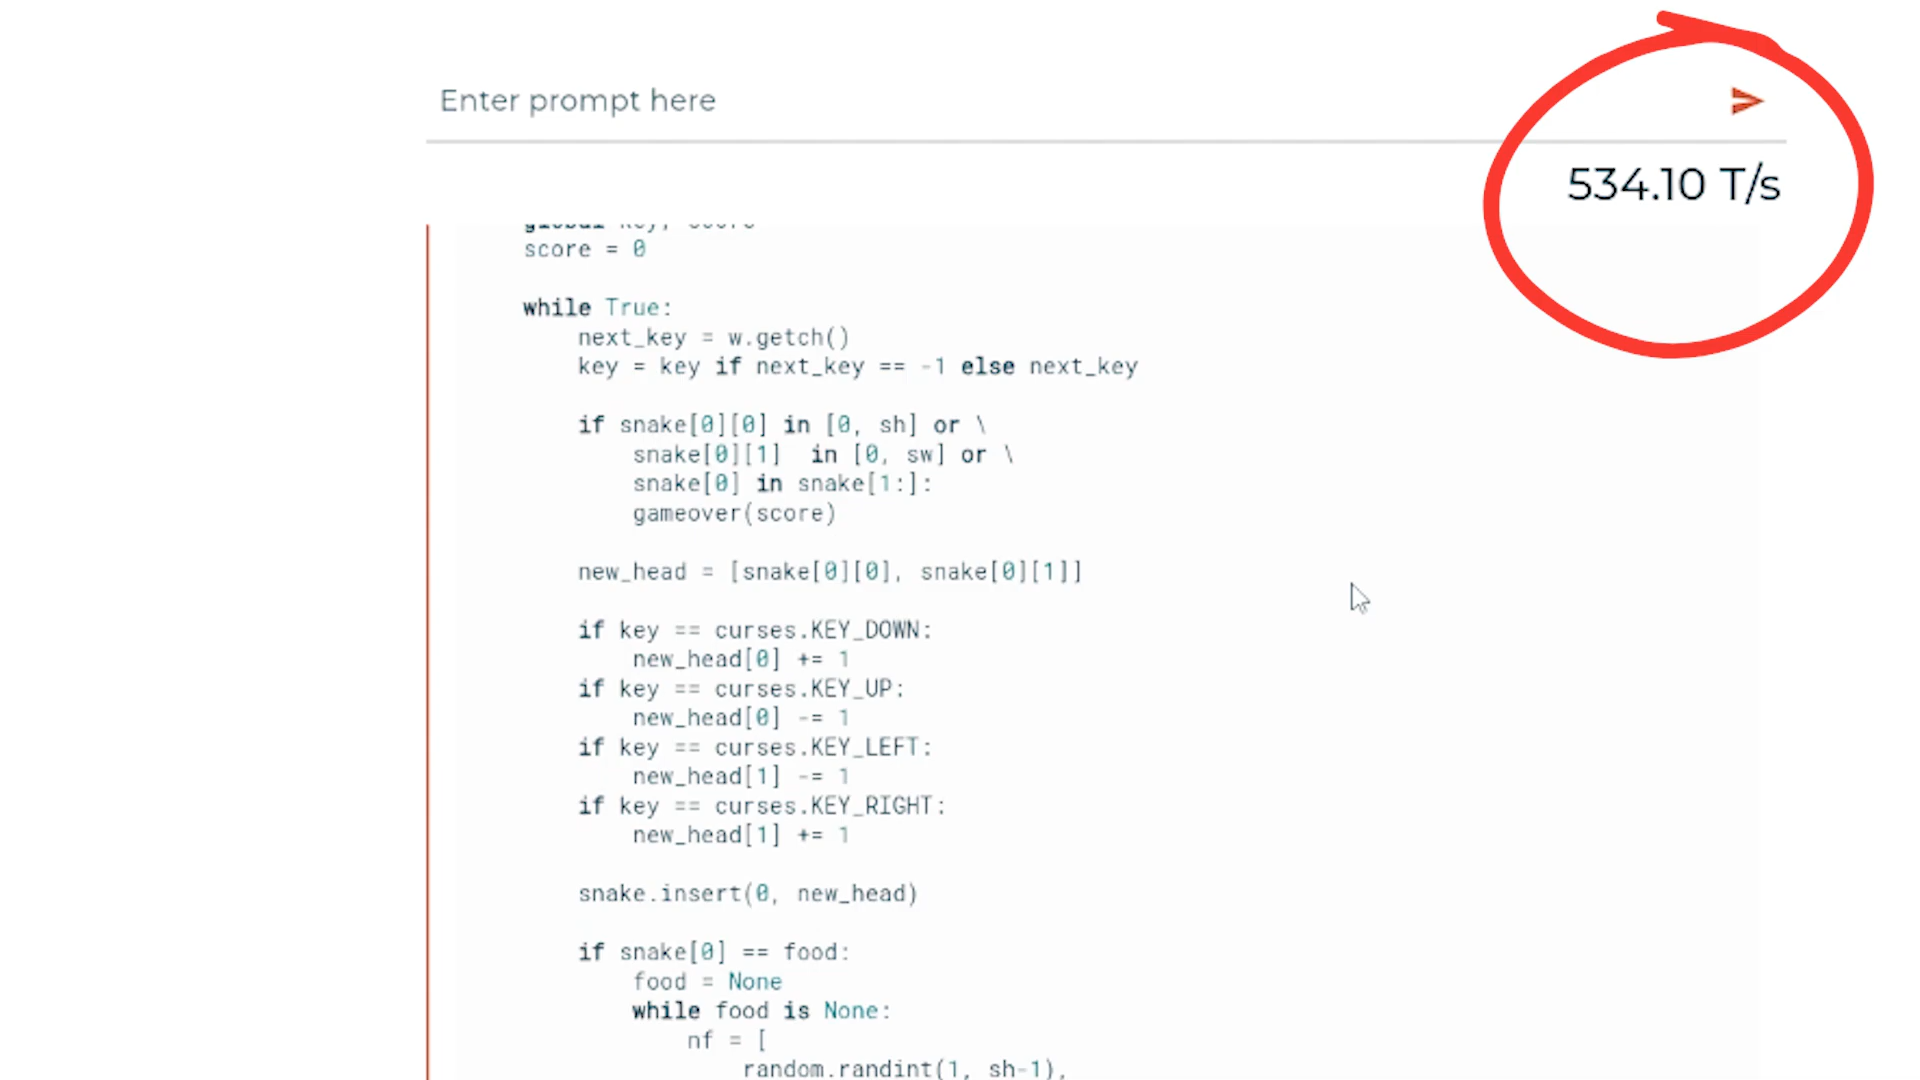 Enter prompt here
534.10 T/s
global key, score
score = 0
while True:
next_key = w.getch()
key = key if next_key == -1 else next_key
if snake[0][0] in [0, sh] or \
snake[0][1]  in [0, sw] or \
snake[0] in snake[1:]:
gameover(score)
new_head = [snake[0][0], snake[0][1]]
if key == curses.KEY_DOWN:
new_head[0] += 1
if key == curses.KEY_UP:
new_head[0] -= 1
if key == curses.KEY_LEFT:
new_head[1] -= 1
if key == curses.KEY_RIGHT:
new_head[1] += 1
snake.insert(0, new_head)
if snake[0] == food:
food = None
while food is None:
nf = [
random.randint(1, sh-1),